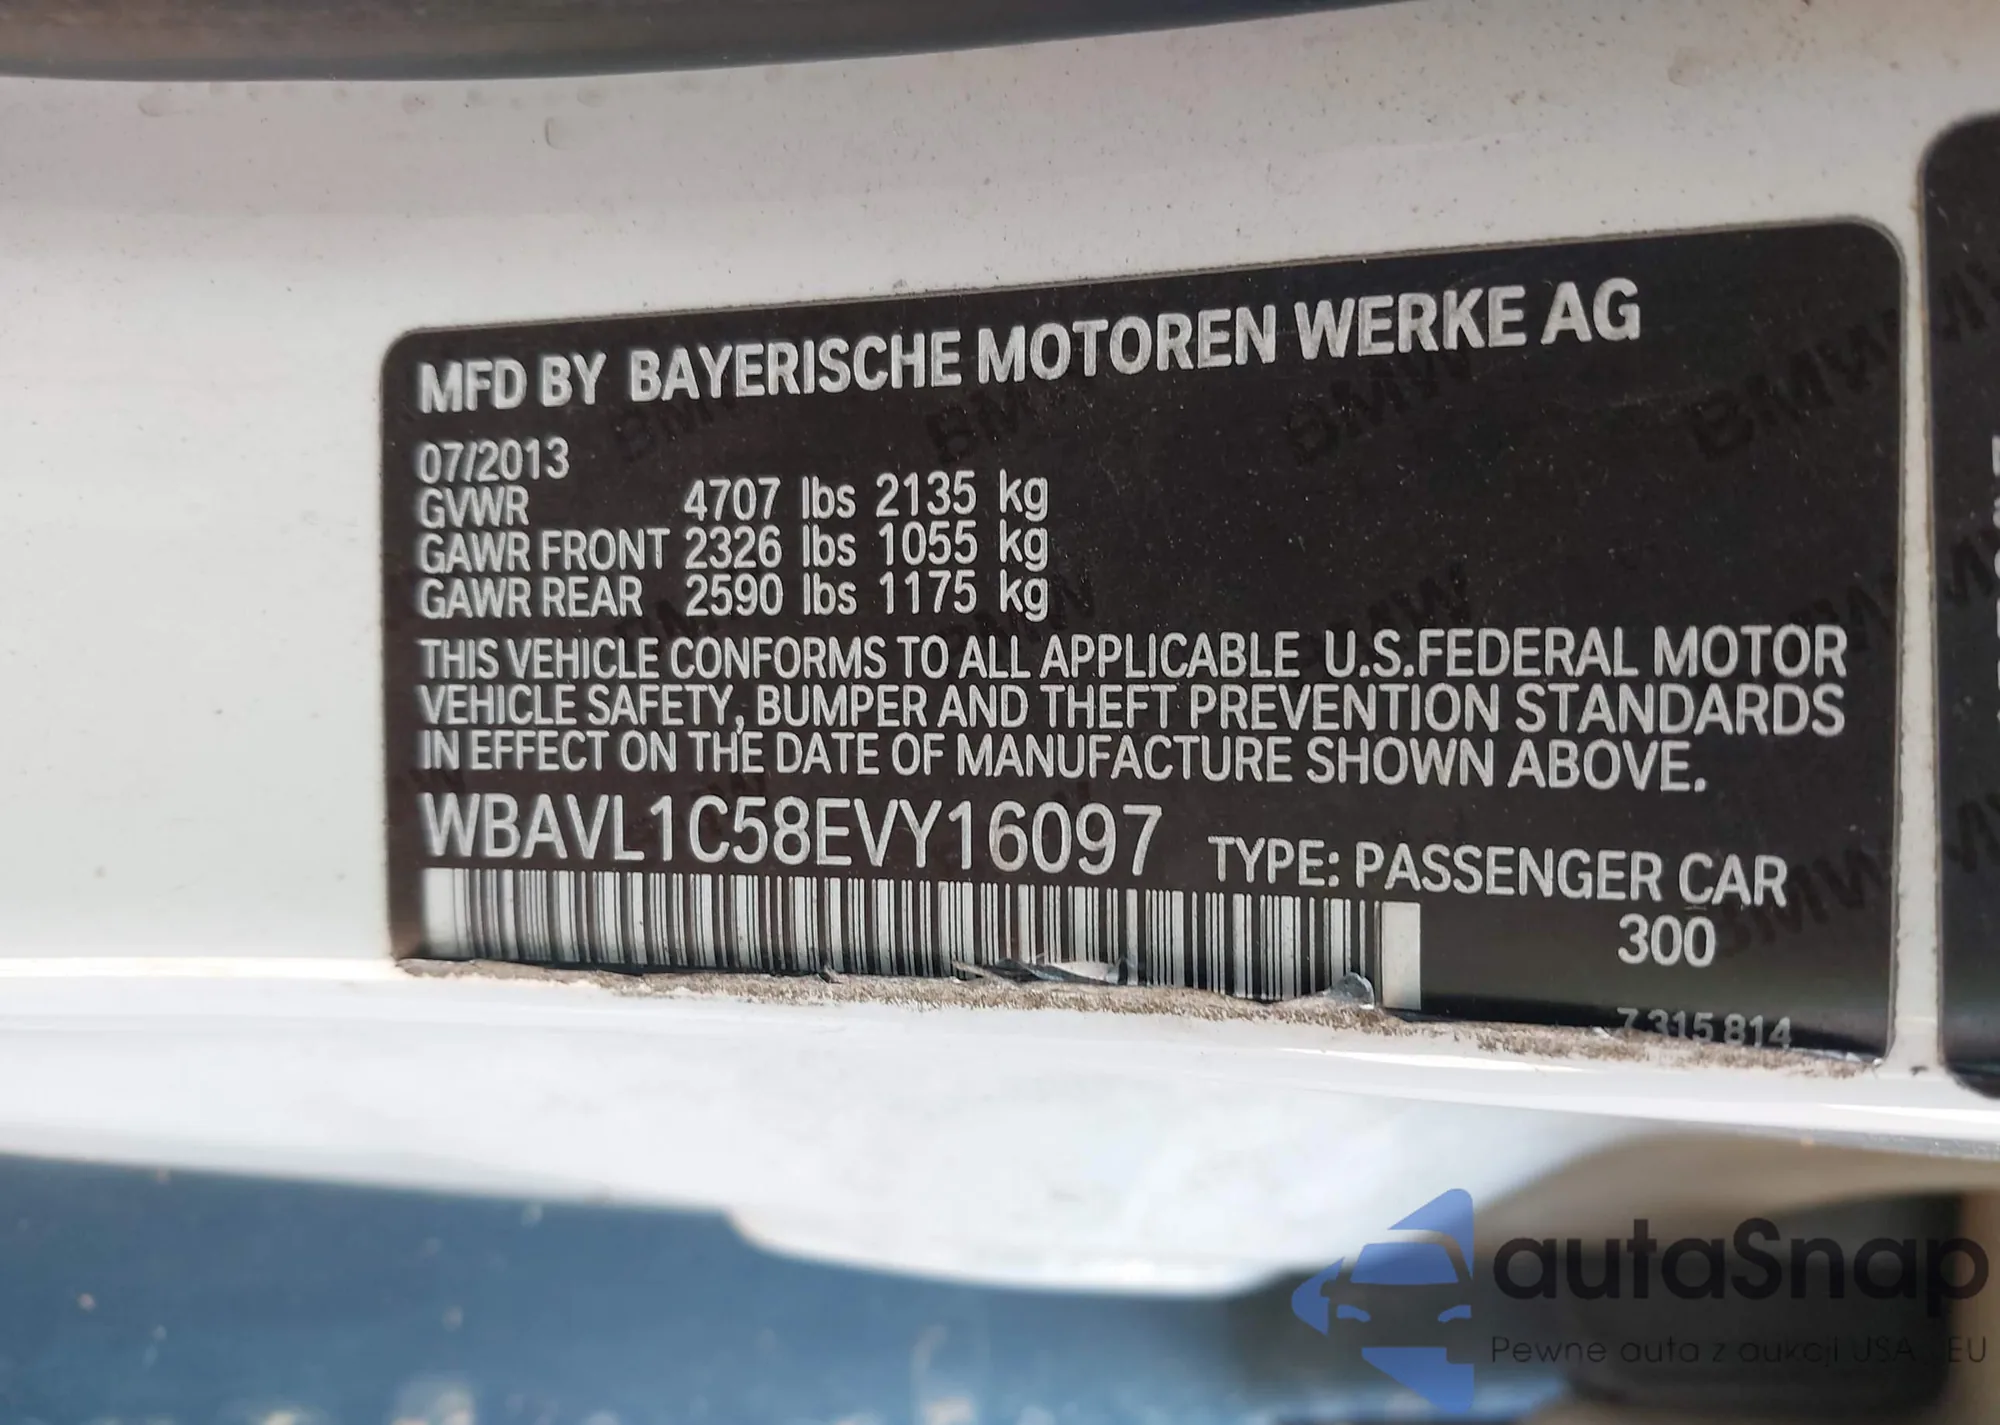 MFD BY BAYERISCHE MOTOREN WERKE AG
07/2013
GVWR 4707 lbs 2135 kg
GAWR FRONT 2326 lbs 1055 kg
GAWR REAR 2590 lbs 1175 kg
THIS VEHICLE CONFORMS TO ALL APPLICABLE U.S.FEDERAL MOTOR
VEHICLE SAFETY, BUMPER AND THEFT PREVENTION STANDARDS
IN EFFECT ON THE DATE OF MANUFACTURE SHOWN ABOVE.
WBAVL1C58EVY16097 TYPE: PASSENGER CAR
300
7 315 814
autaSnap
Pewne auta z aukcji USA i EU